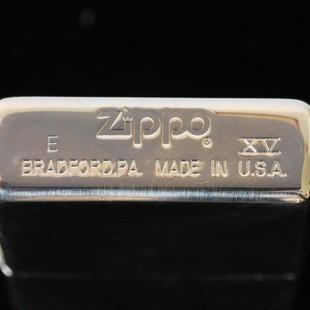 Zippo®
E XV
BRADFORD,PA. MADE IN U.S.A.